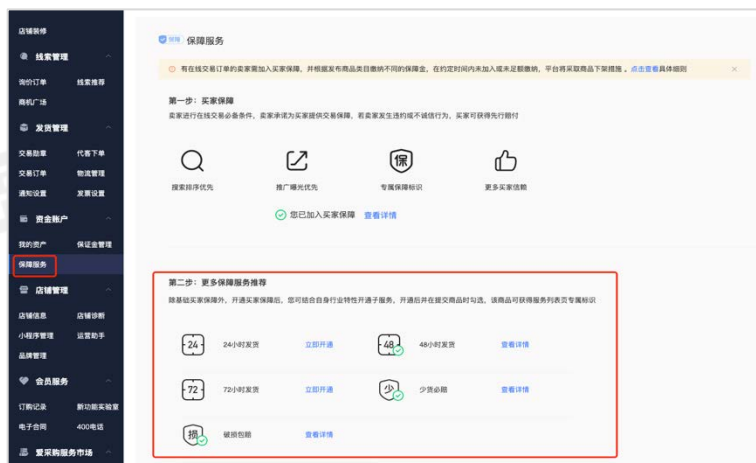 店铺装修
线索管理
询价订单 线索推荐
商机广场
发货管理
交易勋章 代客下单
交易订单 物流管理
通知设置 发票设置
资金账户
我的资产 保证金管理
保障服务
店铺管理
店铺信息 店铺诊断
小程序管理 运营助手
品牌管理
会员服务
订购记录 新功能实验室
电子合同 400电话
爱采购服务市场
保障 保障服务
有在线交易订单的卖家需加入买家保障，并根据发布商品类目缴纳不同的保障金，在约定时间内未加入或未足额缴纳，平台将采取商品下架措施 。点击查看具体细则
第一步：买家保障
卖家进行在线交易必备条件，卖家承诺为买家提供交易保障，若卖家发生违约或不诚信行为，买家可获得先行赔付
保
搜索排序优先 推广曝光优先 专属保障标识 更多买家信赖
您已加入买家保障 查看详情
第二步：更多保障服务推荐
除基础买家保障外，开通买家保障后，您可结合自身行业特性开通子服务，开通后并在提交商品时勾选，该商品可获得服务列表页专属标识
24 24小时发货 立即开通 48 48小时发货 查看详情
72 72小时发货 立即开通 少 少货必赔 查看详情
损 破损包赔 查看详情